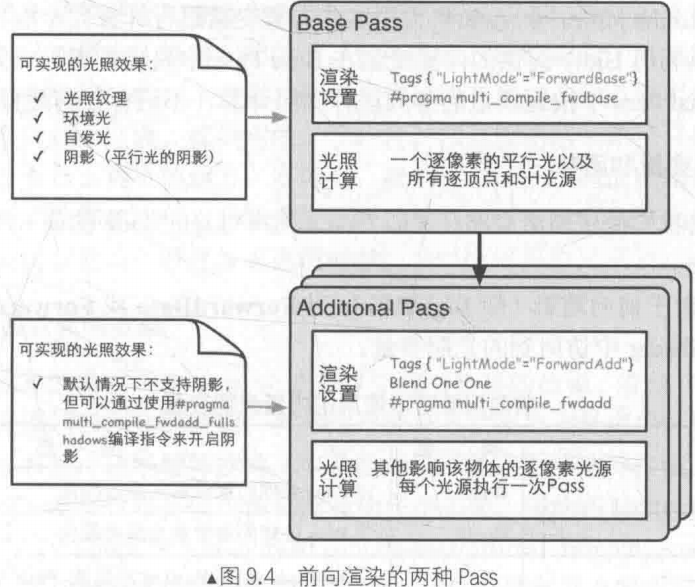 Base Pass
可实现的光照效果：
✓ 光照纹理
✓ 环境光
✓ 自发光
✓ 阴影（平行光的阴影）
渲染
设置
Tags { "LightMode"="ForwardBase"}
#pragma multi_compile_fwdbase
光照
计算
一个逐像素的平行光以及
所有逐顶点和SH光源
Additional Pass
可实现的光照效果：
✓ 默认情况下不支持阴影，
但可以通过使用#pragma
multi_compile_fwdadd_fulls
hadows编译指令来开启阴
影
渲染
设置
Tags { "LightMode"="ForwardAdd"}
Blend One One
#pragma multi_compile_fwdadd
光照
计算
其他影响该物体的逐像素光源
每个光源执行一次Pass
▲图 9.4 前向渲染的两种 Pass